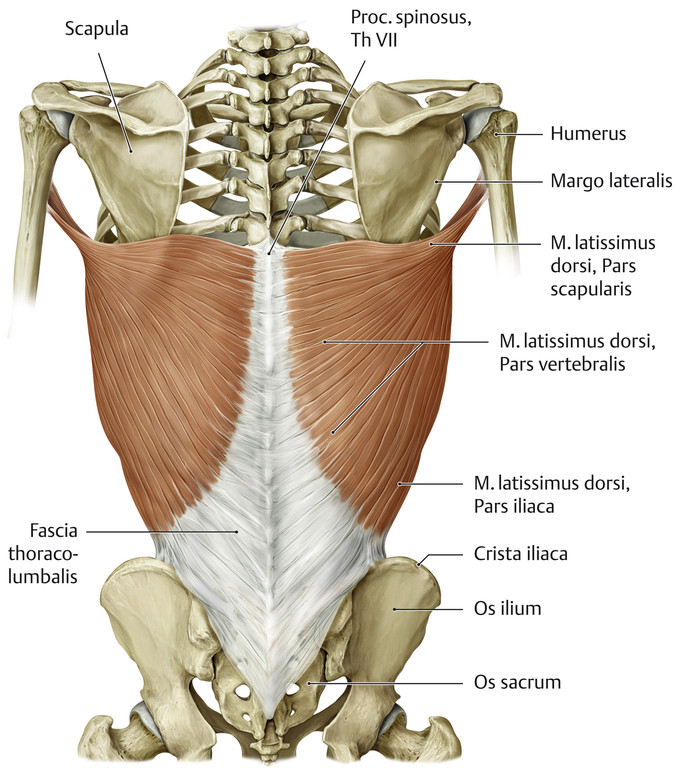 Scapula
Proc. spinosus,
Th VII
Humerus
Margo lateralis
M. latissimus
dorsi, Pars
scapularis
M. latissimus dorsi,
Pars vertebralis
M. latissimus dorsi,
Pars iliaca
Fascia
thoraco-
lumbalis
Crista iliaca
Os ilium
Os sacrum